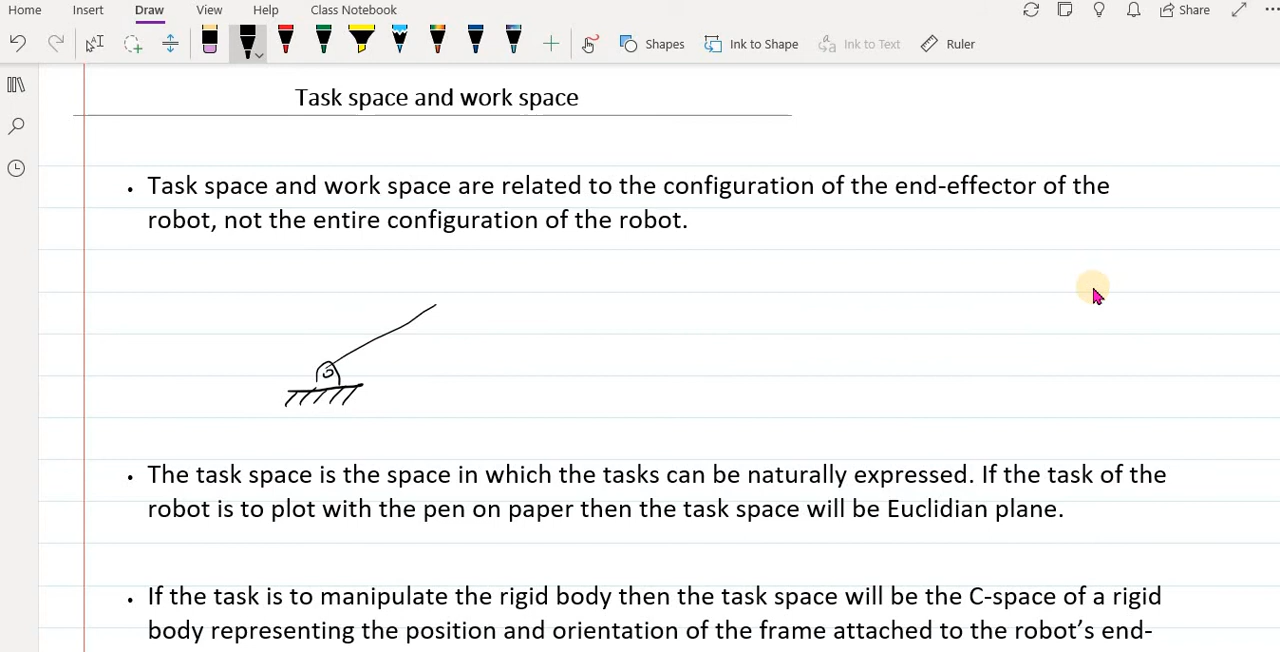 Home Insert Draw View Help Class Notebook Share
Shapes Ink to Shape Ink to Text Ruler
Task space and work space
• Task space and work space are related to the configuration of the end-effector of the
robot, not the entire configuration of the robot.
• The task space is the space in which the tasks can be naturally expressed. If the task of the
robot is to plot with the pen on paper then the task space will be Euclidian plane.
• If the task is to manipulate the rigid body then the task space will be the C-space of a rigid
body representing the position and orientation of the frame attached to the robot’s end-